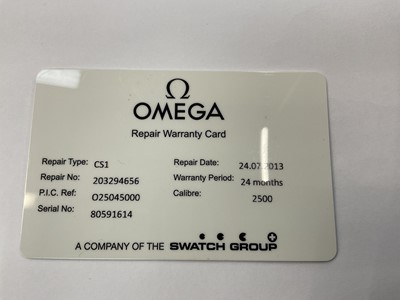 Ω
OMEGA
Repair Warranty Card
Repair Type: CS1 Repair Date: 24.07.2013
Repair No: 203294656 Warranty Period: 24 months
P.I.C. Ref: O25045000 Calibre: 2500
Serial No: 80591614
A COMPANY OF THE SWATCH GROUP